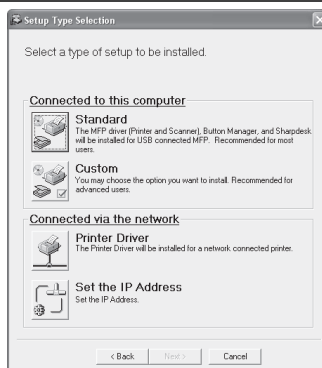 Setup Type Selection
Select a type of setup to be installed.
Connected to this computer
Standard
The MFP driver (Printer and Scanner), Button Manager, and Sharpdesk
will be installed for USB connected MFP. Recommended for most
users.
Custom
You may choose the option you want to install. Recommended for
advanced users.
Connected via the network
Printer Driver
The Printer Driver will be installed for a network connected printer.
Set the IP Address
Set the IP Address.
< Back
Next >
Cancel